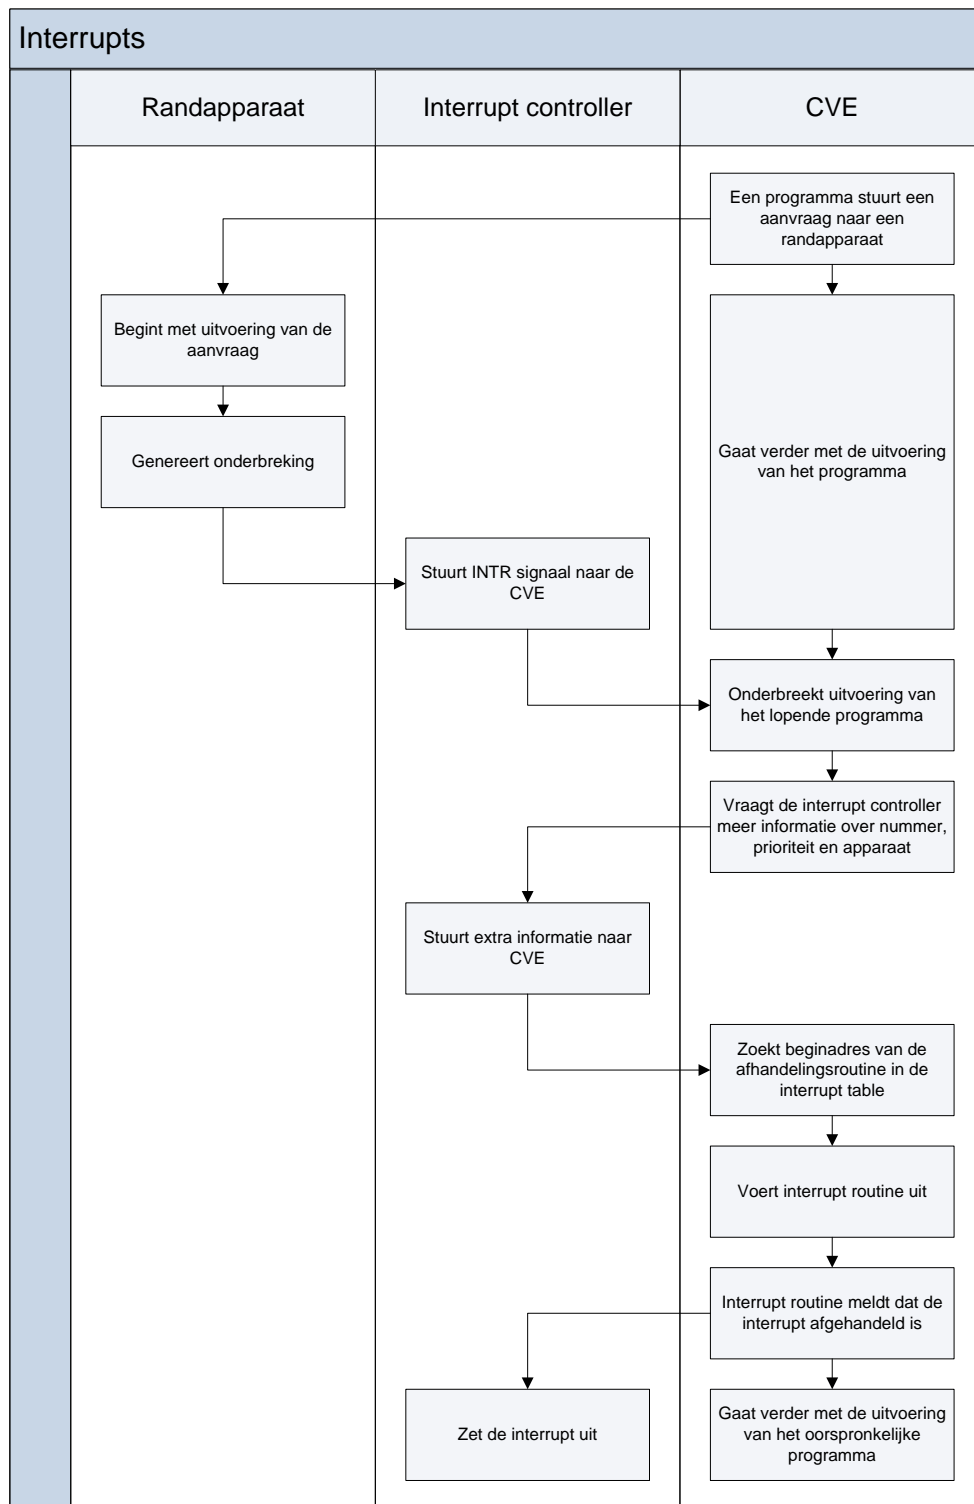 Interrupts
Randapparaat
Interrupt controller
CVE
Een programma stuurt een
aanvraag naar een
randapparaat
Begint met uitvoering van de
aanvraag
Gaat verder met de uitvoering
van het programma
Genereert onderbreking
Stuurt INTR signaal naar de
CVE
Onderbreekt uitvoering van
het lopende programma
Vraagt de interrupt controller
meer informatie over nummer,
prioriteit en apparaat
Stuurt extra informatie naar
CVE
Zoekt beginadres van de
afhandelingsroutine in de
interrupt table
Voert interrupt routine uit
Interrupt routine meldt dat de
interrupt afgehandeld is
Zet de interrupt uit
Gaat verder met de uitvoering
van het oorspronkelijke
programma